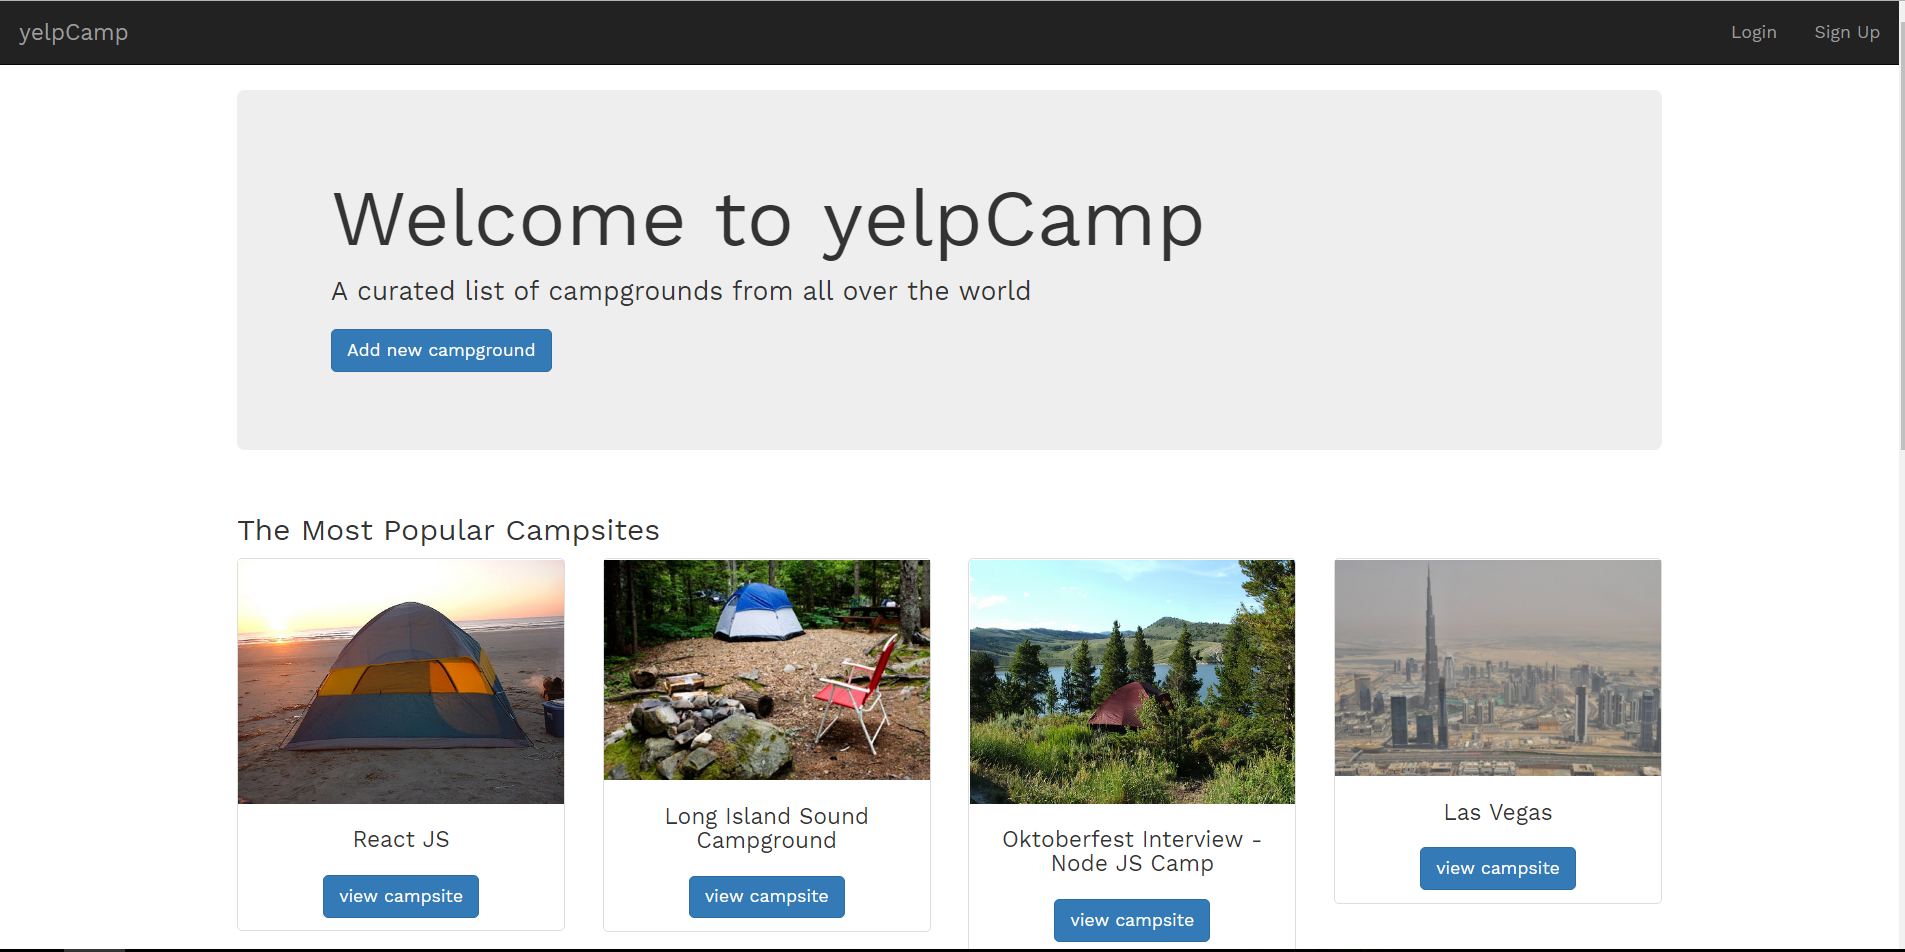 yelpCamp
Login
Sign Up
Welcome to yelpCamp
A curated list of campgrounds from all over the world
Add new campground
The Most Popular Campsites
React JS
view campsite
Long Island Sound
Campground
view campsite
Oktoberfest Interview -
Node JS Camp
view campsite
Las Vegas
view campsite